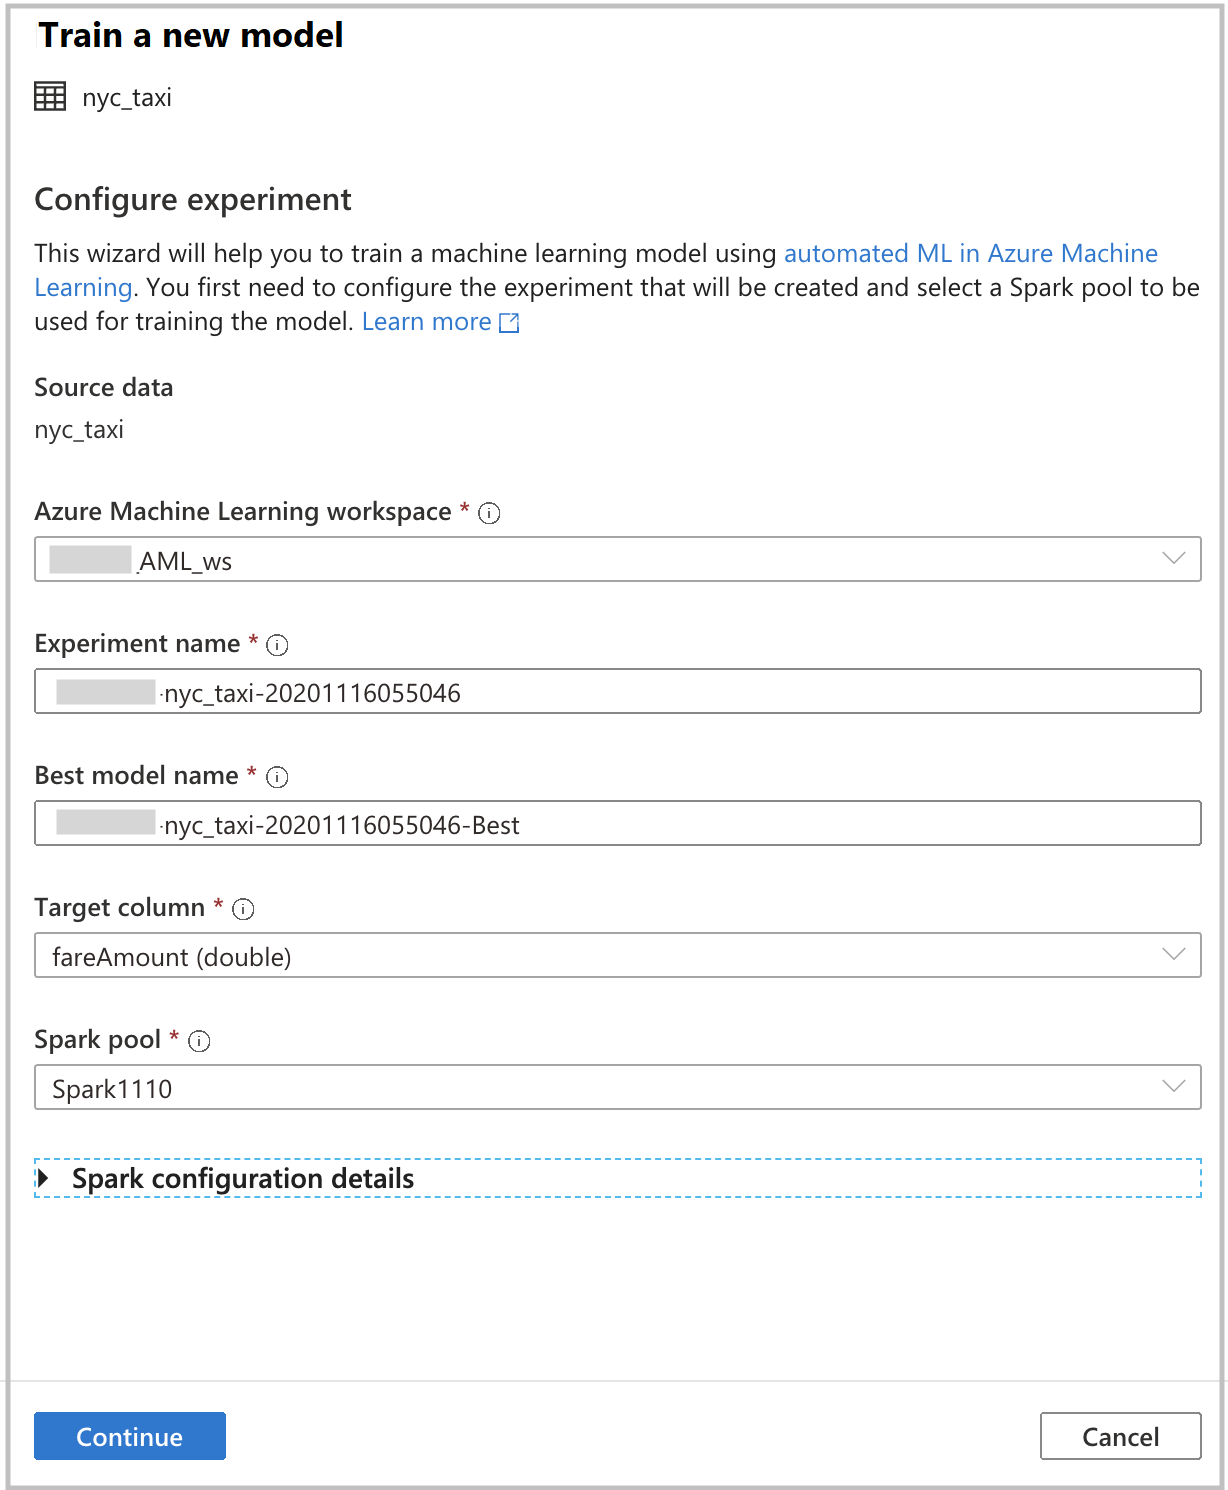 Train a new model
nyc_taxi
Configure experiment
This wizard will help you to train a machine learning model using automated ML in Azure Machine
Learning. You first need to configure the experiment that will be created and select a Spark pool to be
used for training the model. Learn more
Source data
nyc_taxi
Azure Machine Learning workspace *
_AML_ws
Experiment name *
-nyc_taxi-20201116055046
Best model name *
-nyc_taxi-20201116055046-Best
Target column *
fareAmount (double)
Spark pool *
Spark1110
Spark configuration details
Continue
Cancel